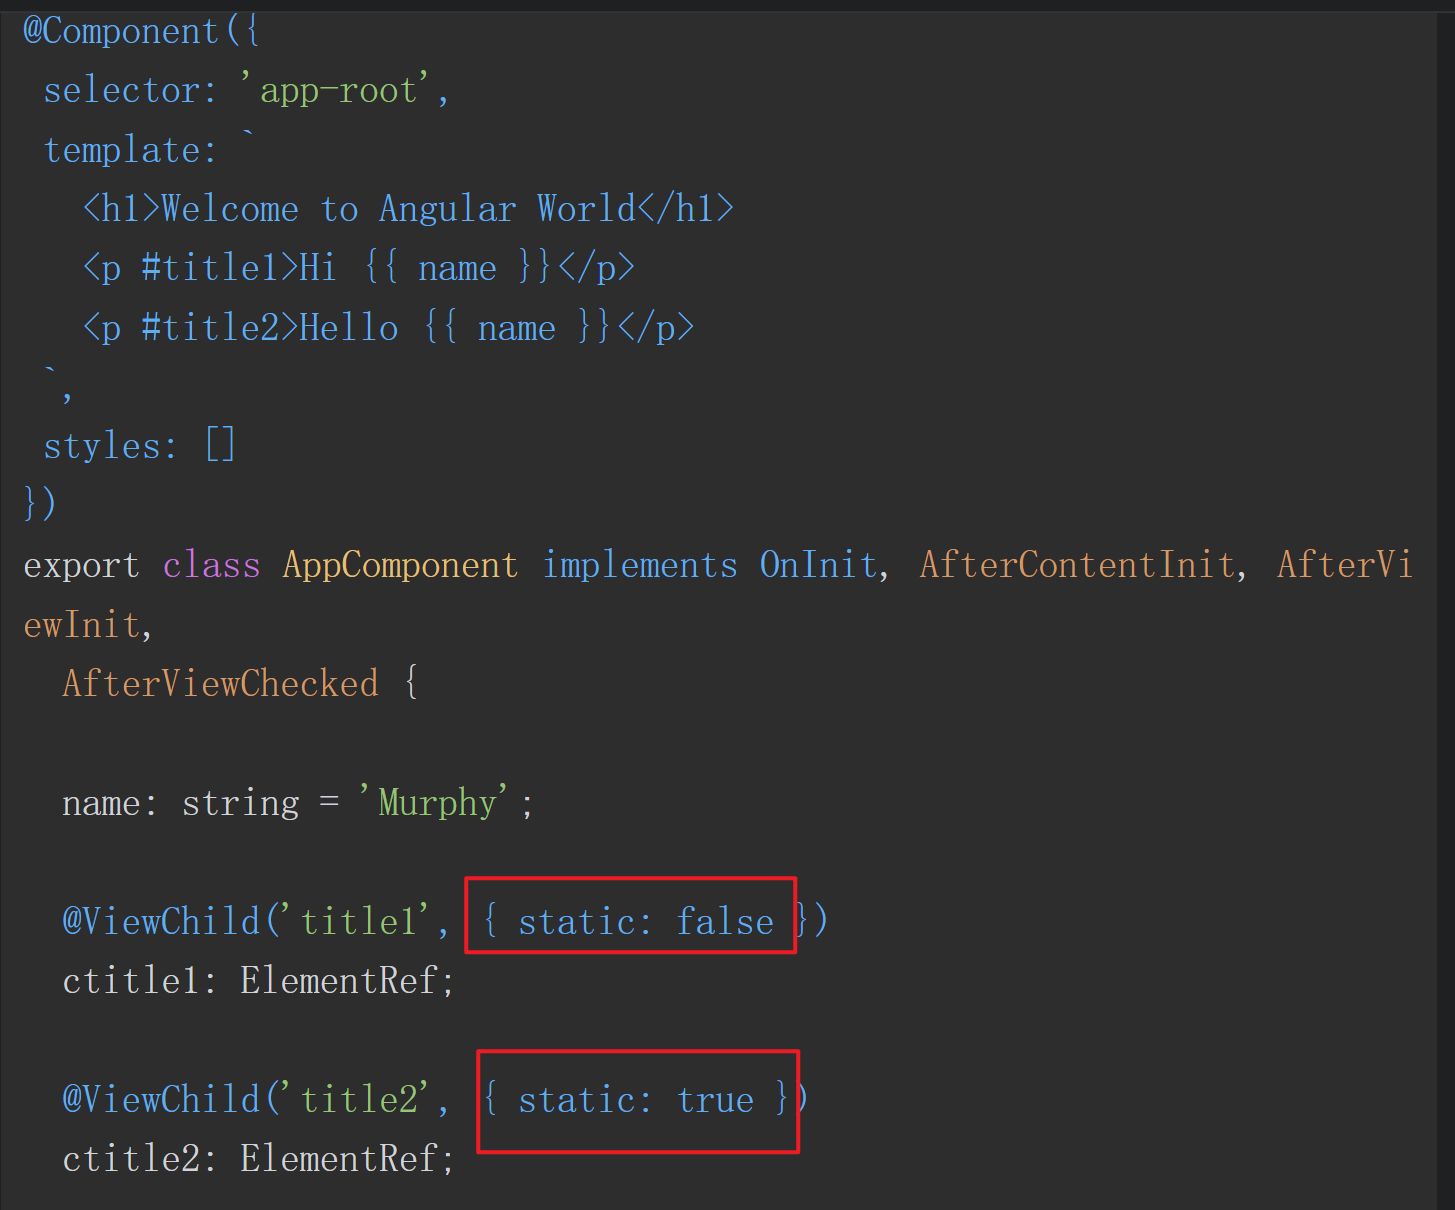 @Component({
 selector: 'app-root',
 template: `
   <h1>Welcome to Angular World</h1>
   <p #title1>Hi {{ name }}</p>
   <p #title2>Hello {{ name }}</p>
 `,
 styles: []
})
export class AppComponent implements OnInit, AfterContentInit, AfterVi
ewInit,
  AfterViewChecked {
  name: string = 'Murphy';
  @ViewChild('title1', { static: false })
  ctitle1: ElementRef;
  @ViewChild('title2', { static: true })
  ctitle2: ElementRef;